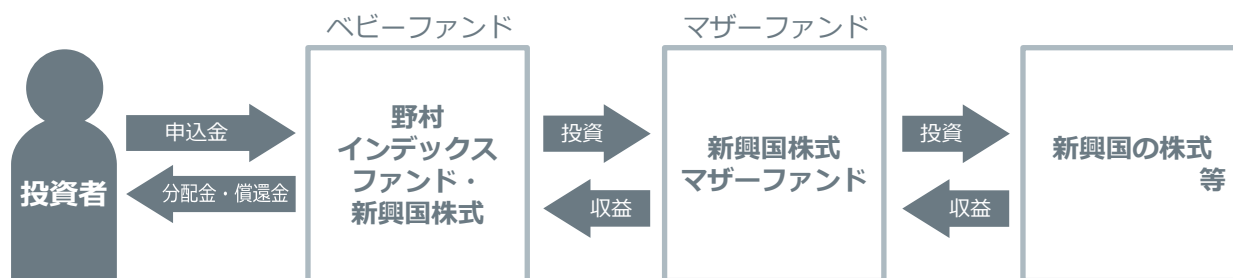 ベビーファンド
マザーファンド
投資者
申込金
分配金・償還金
野村
インデックス
ファンド・
新興国株式
投資
収益
新興国株式
マザーファンド
投資
収益
新興国の株式
等